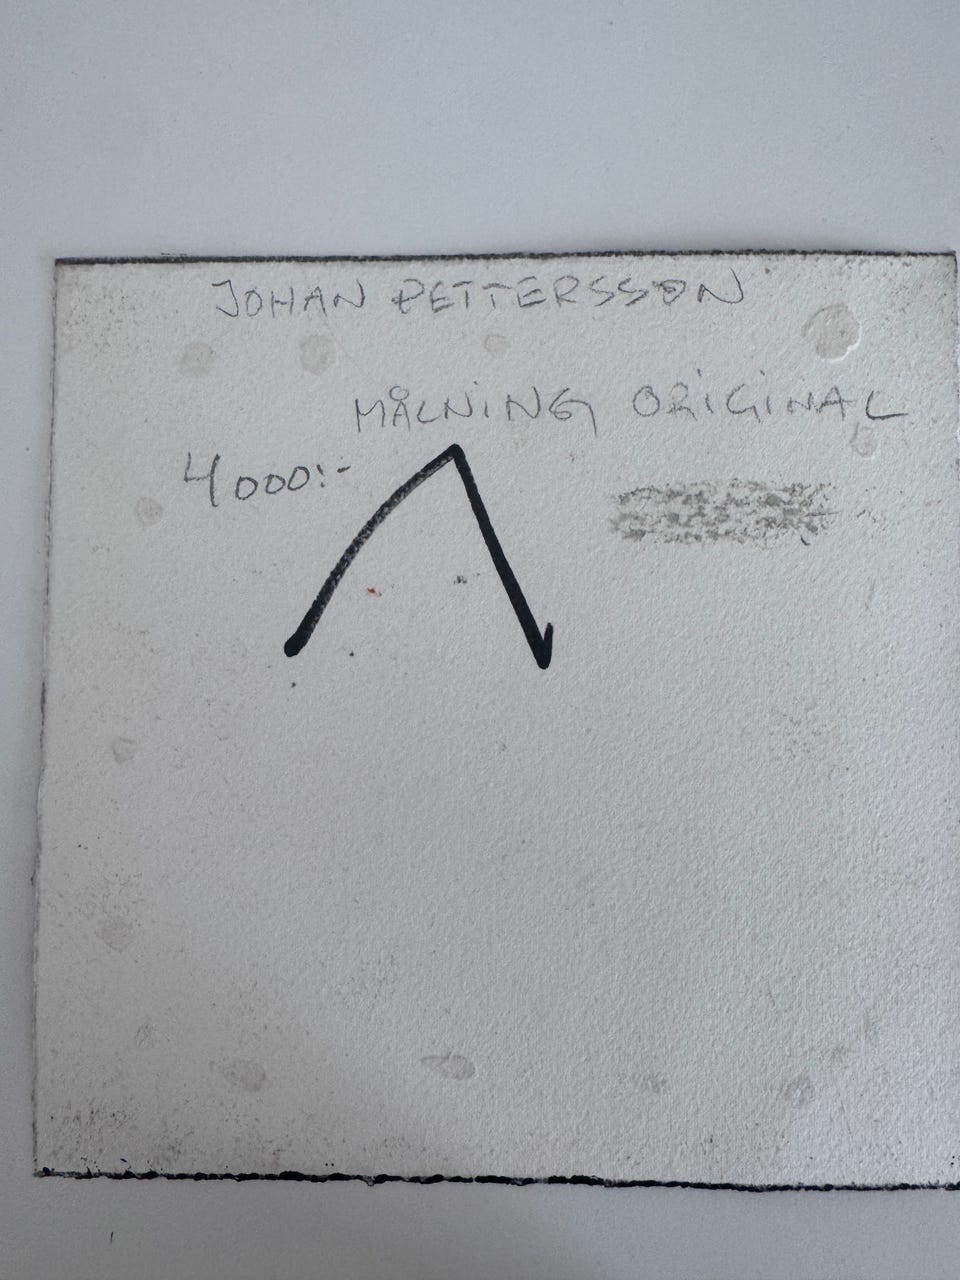 JOHAN PETTERSSON
MÅLNING ORIGINAL
4000:-